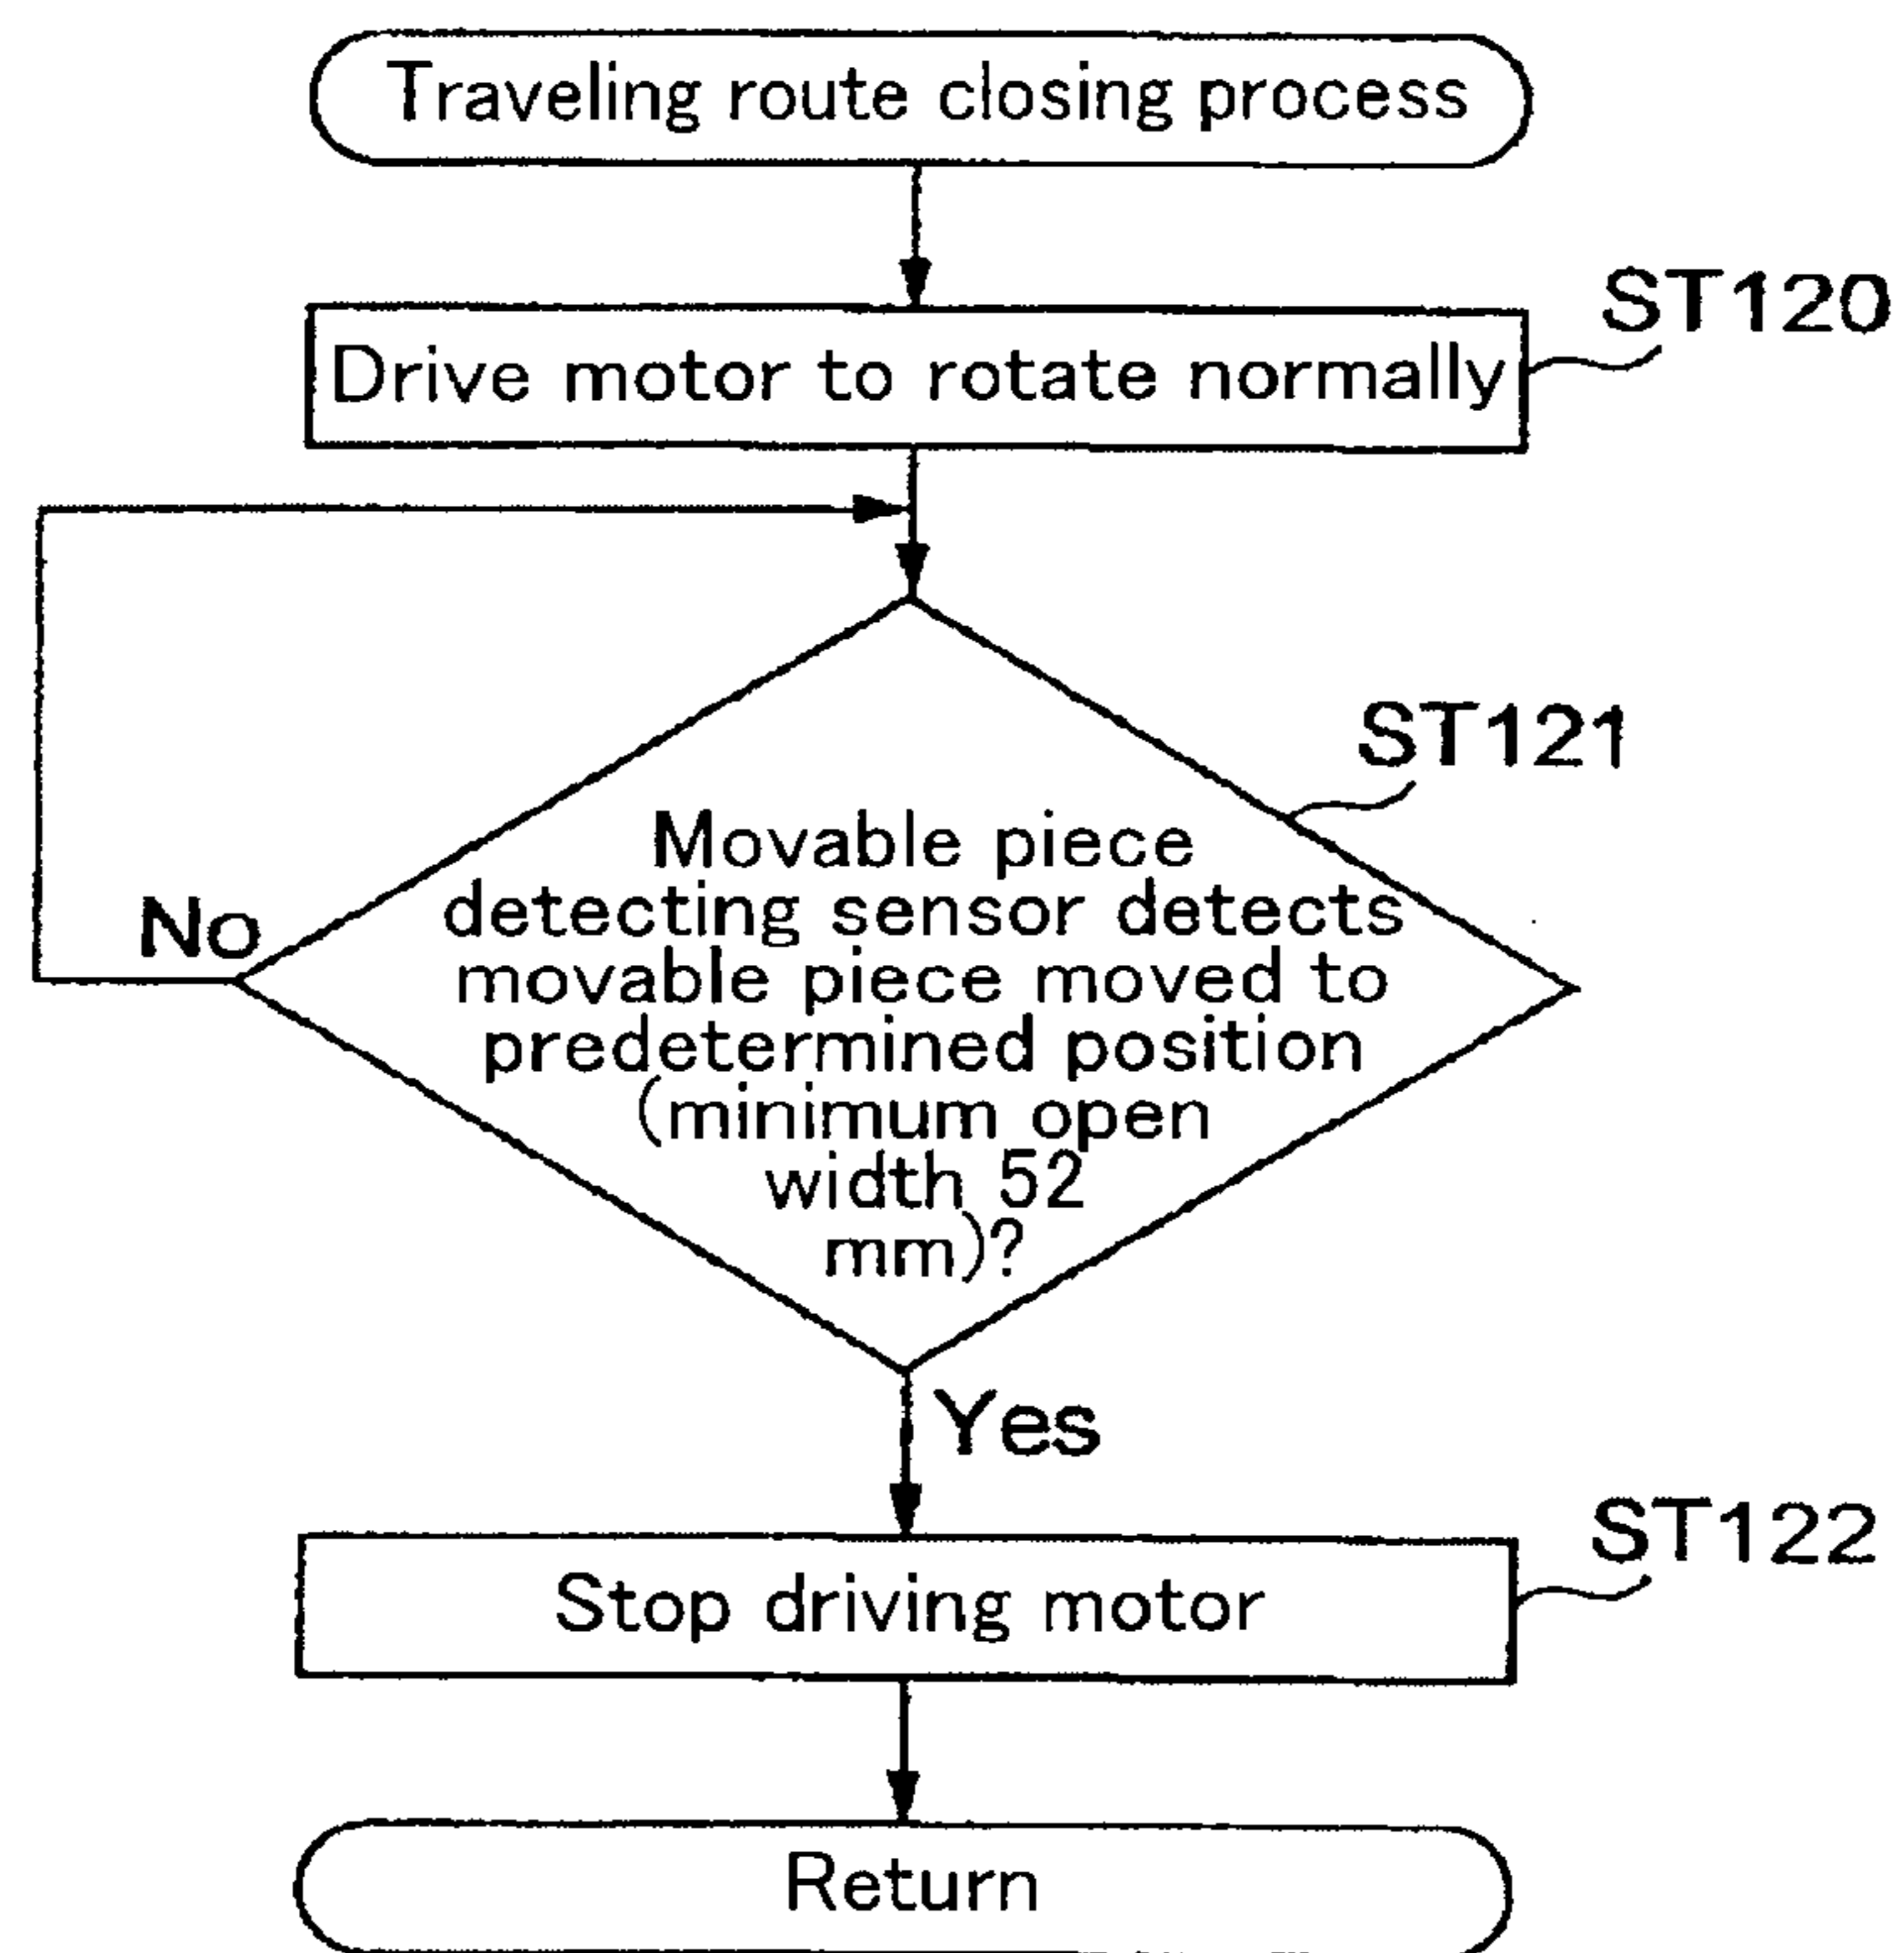 Traveling route closing process
ST120
Drive motor to rotate normally
ST121
Movable piece
detecting sensor detects
movable piece moved to
predetermined position
(minimum open
width 52
mm)?
No
Yes
ST122
Stop driving motor
Return